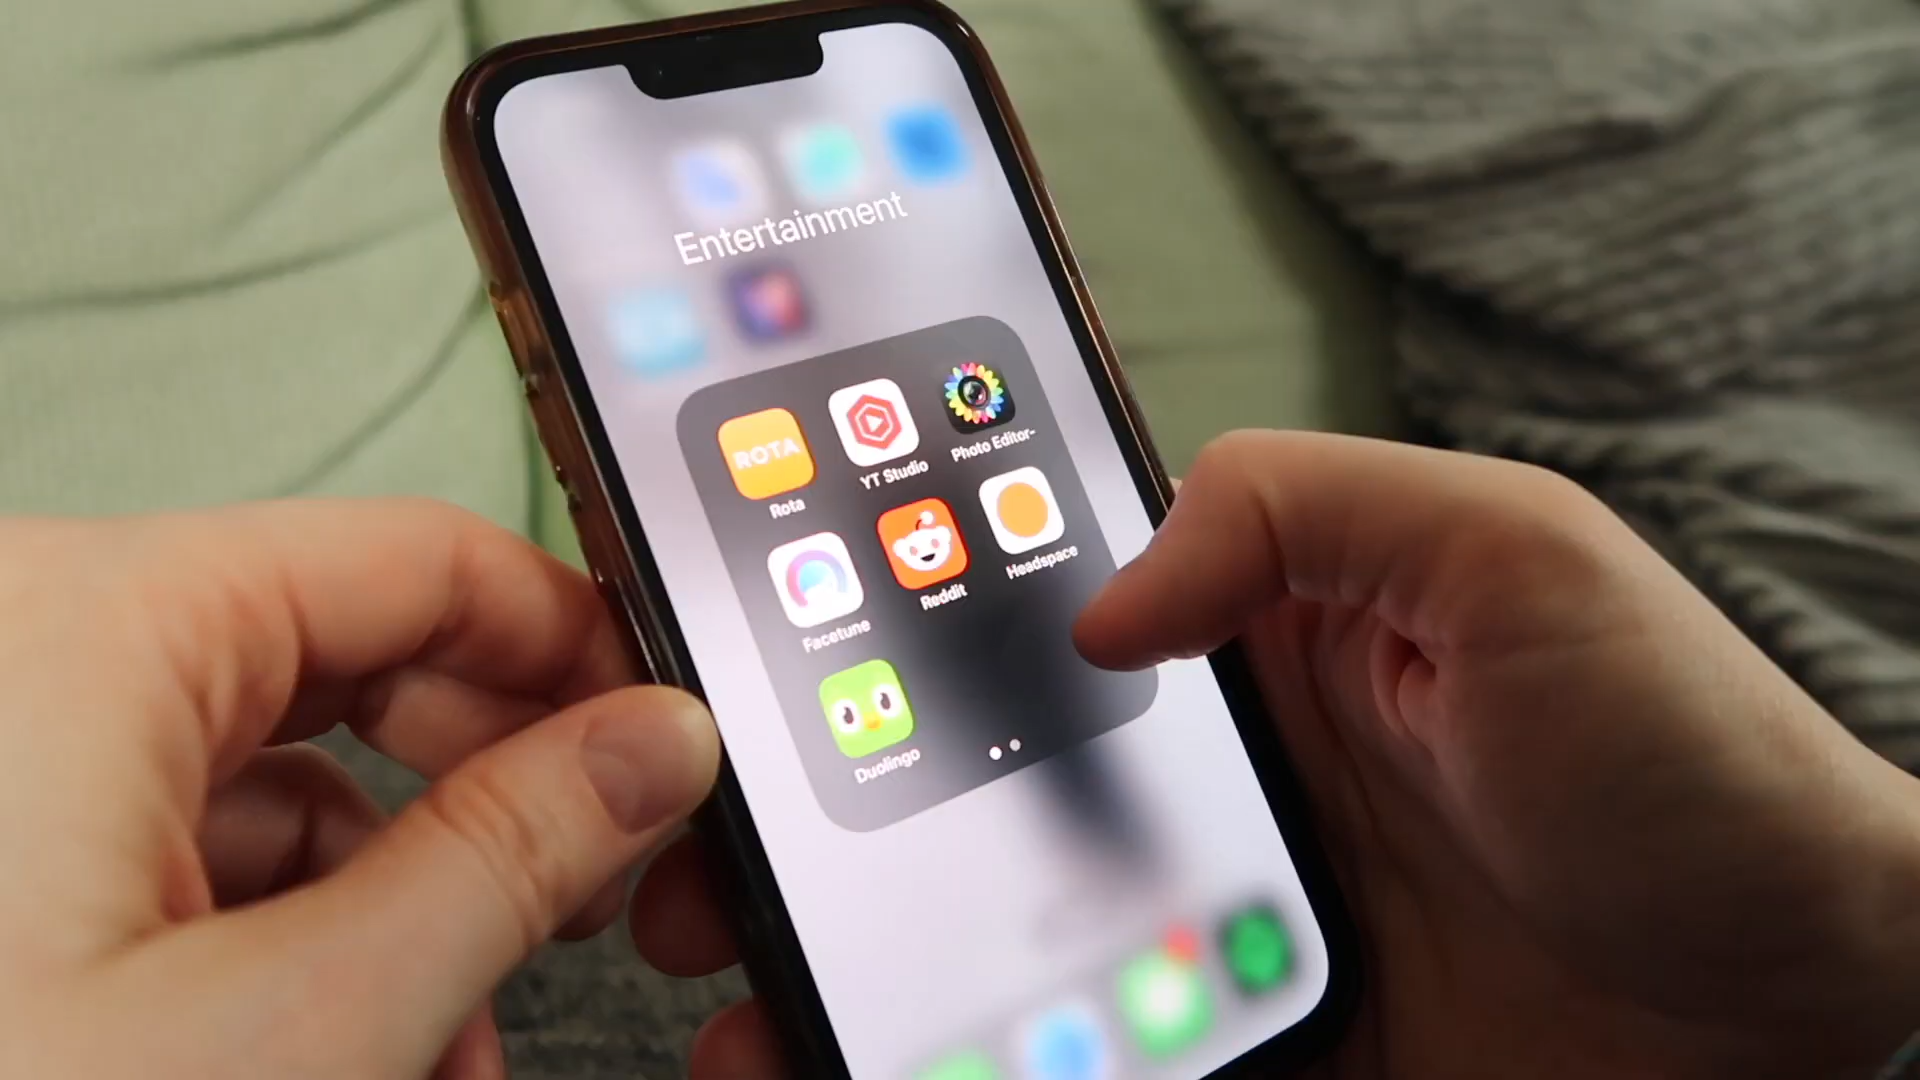 Entertainment
ROTA
Rota
YT Studio
Photo Editor-
Facetune
Reddit
Headspace
Duolingo